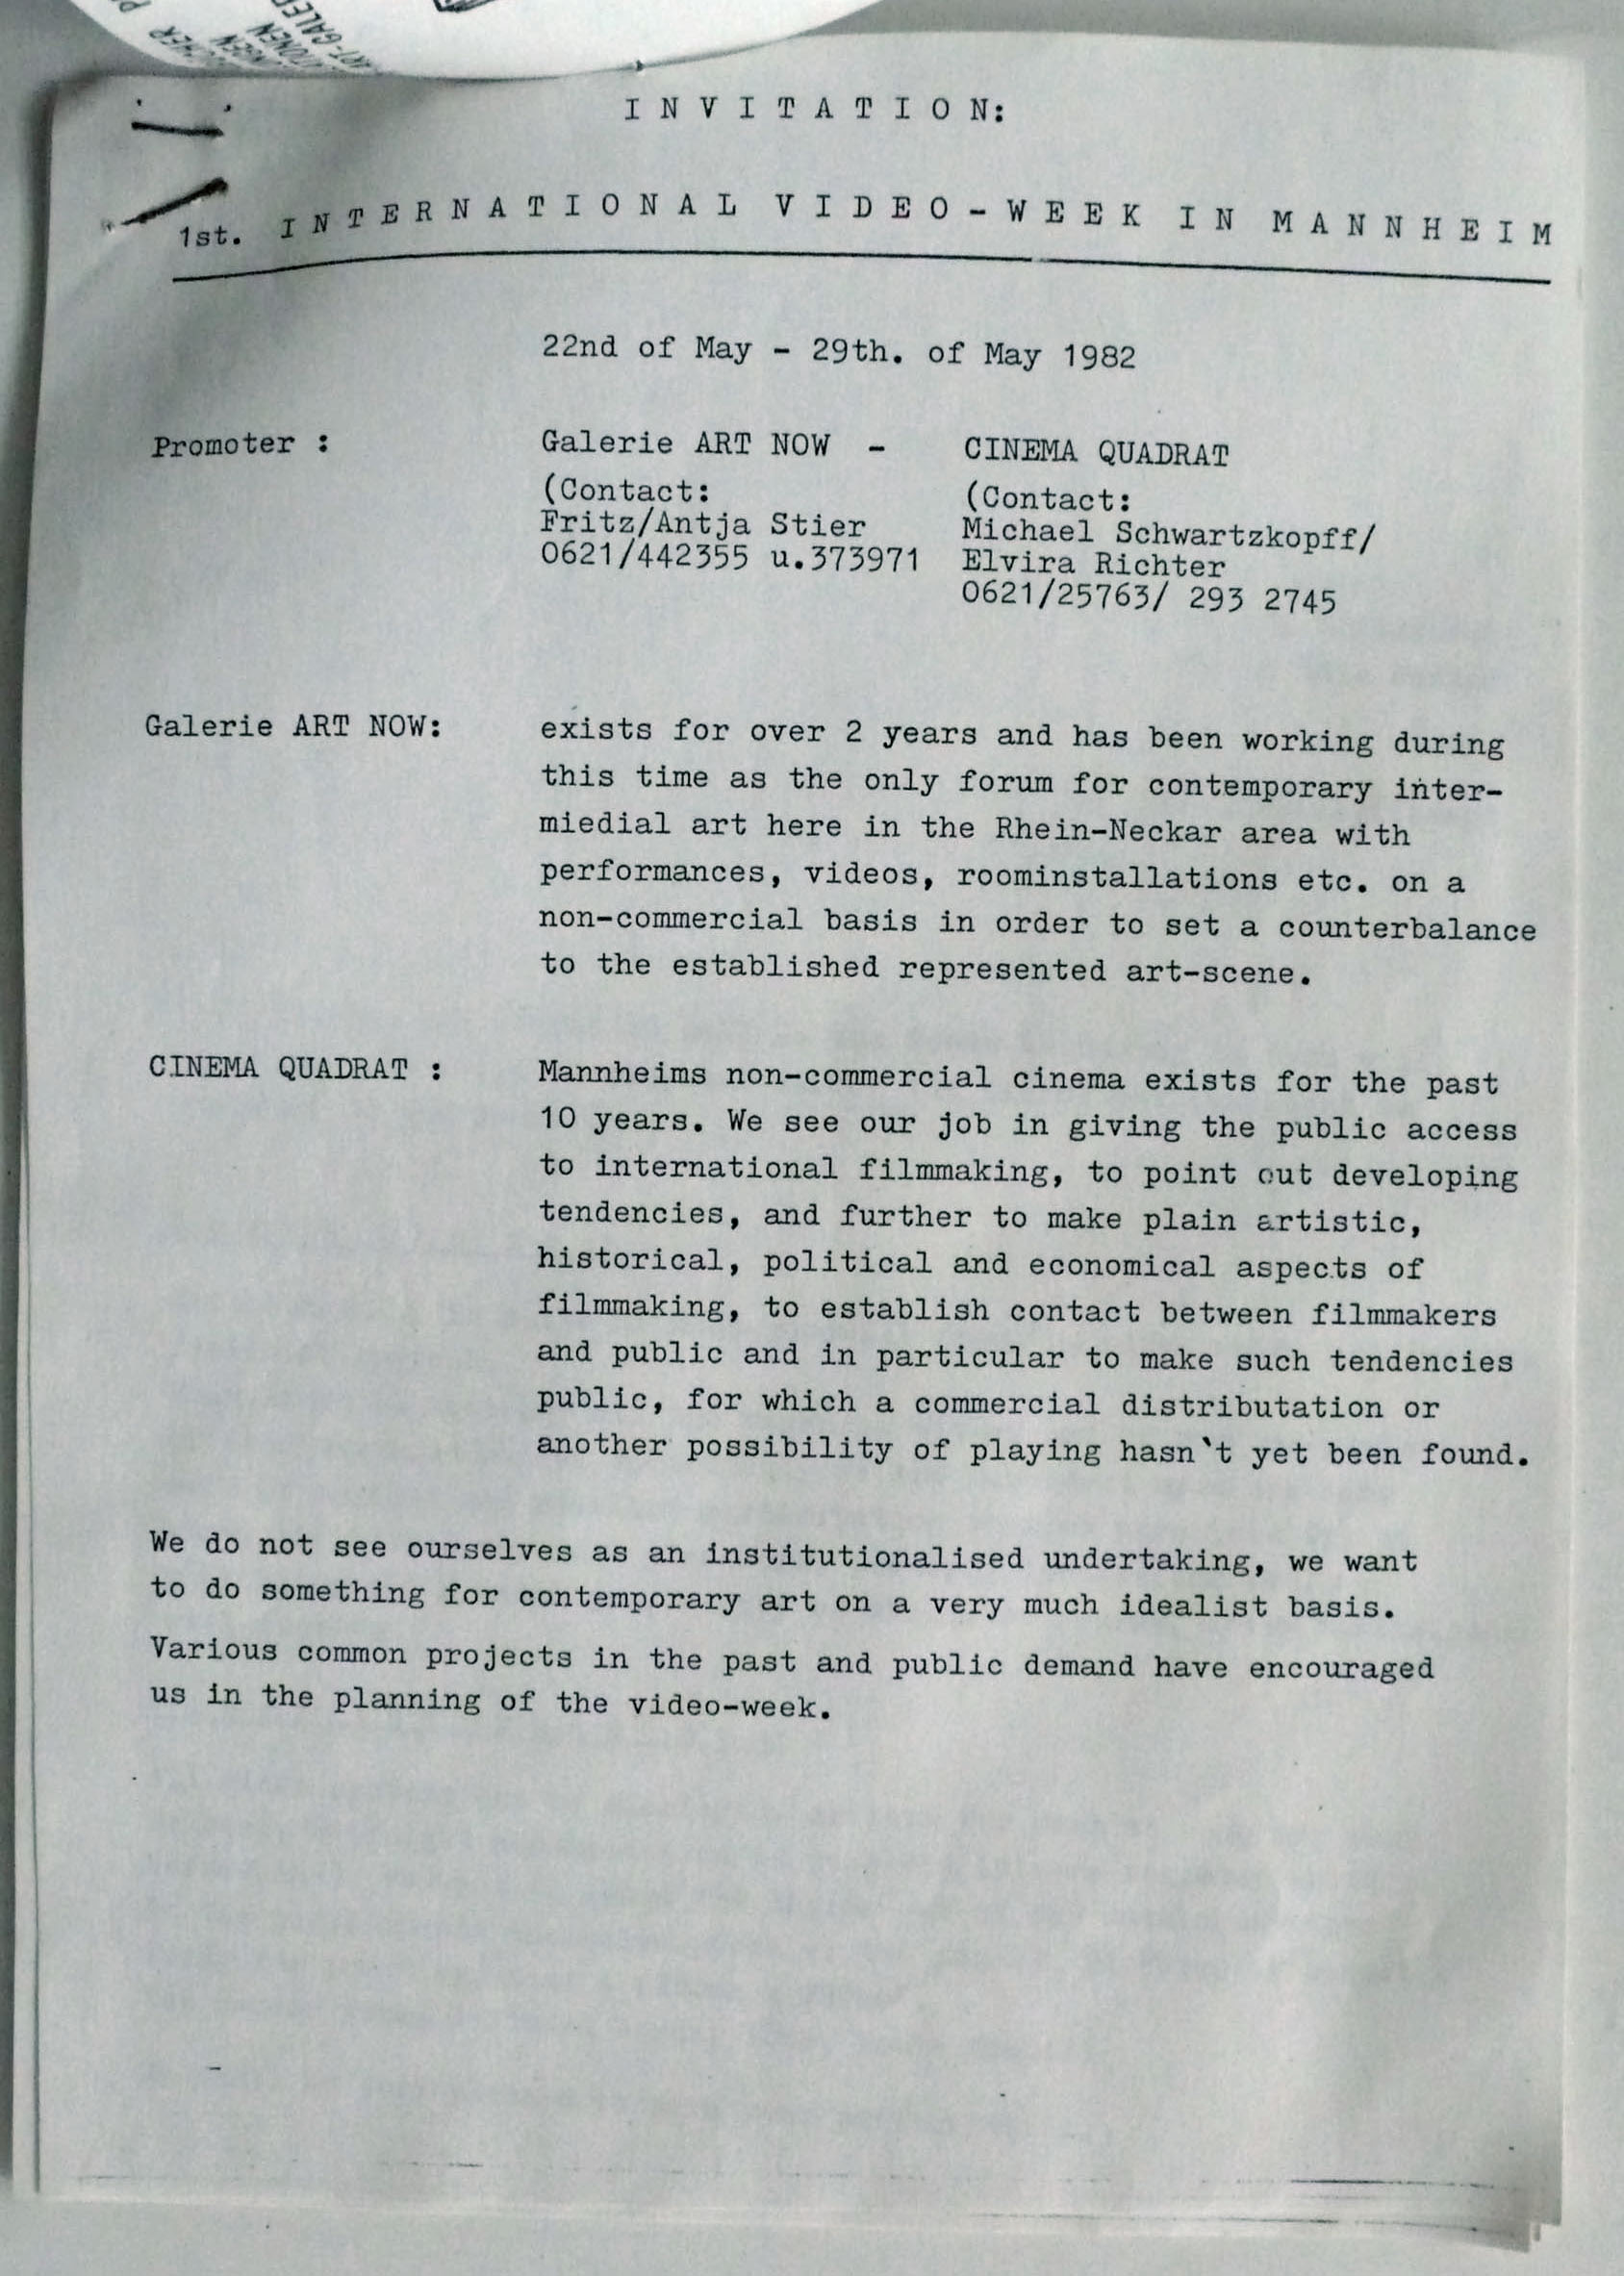 INVITATION:
1st. INTERNATIONAL VIDEO-WEEK IN MANNHEIM
22nd of May - 29th. of May 1982
Promoter :
Galerie ART NOW -
(Contact:
Fritz/Antja Stier
0621/442355 u.373971
CINEMA QUADRAT
(Contact:
Michael Schwartzkopff/
Elvira Richter
0621/25763/ 293 2745
Galerie ART NOW:
exists for over 2 years and has been working during
this time as the only forum for contemporary inter-
miedial art here in the Rhein-Neckar area with
performances, videos, roominstallations etc. on a
non-commercial basis in order to set a counterbalance
to the established represented art-scene.
CINEMA QUADRAT :
Mannheims non-commercial cinema exists for the past
10 years. We see our job in giving the public access
to international filmmaking, to point out developing
tendencies, and further to make plain artistic,
historical, political and economical aspects of
filmmaking, to establish contact between filmmakers
and public and in particular to make such tendencies
public, for which a commercial distributation or
another possibility of playing hasn`t yet been found.
We do not see ourselves as an institutionalised undertaking, we want
to do something for contemporary art on a very much idealist basis.
Various common projects in the past and public demand have encouraged
us in the planning of the video-week.